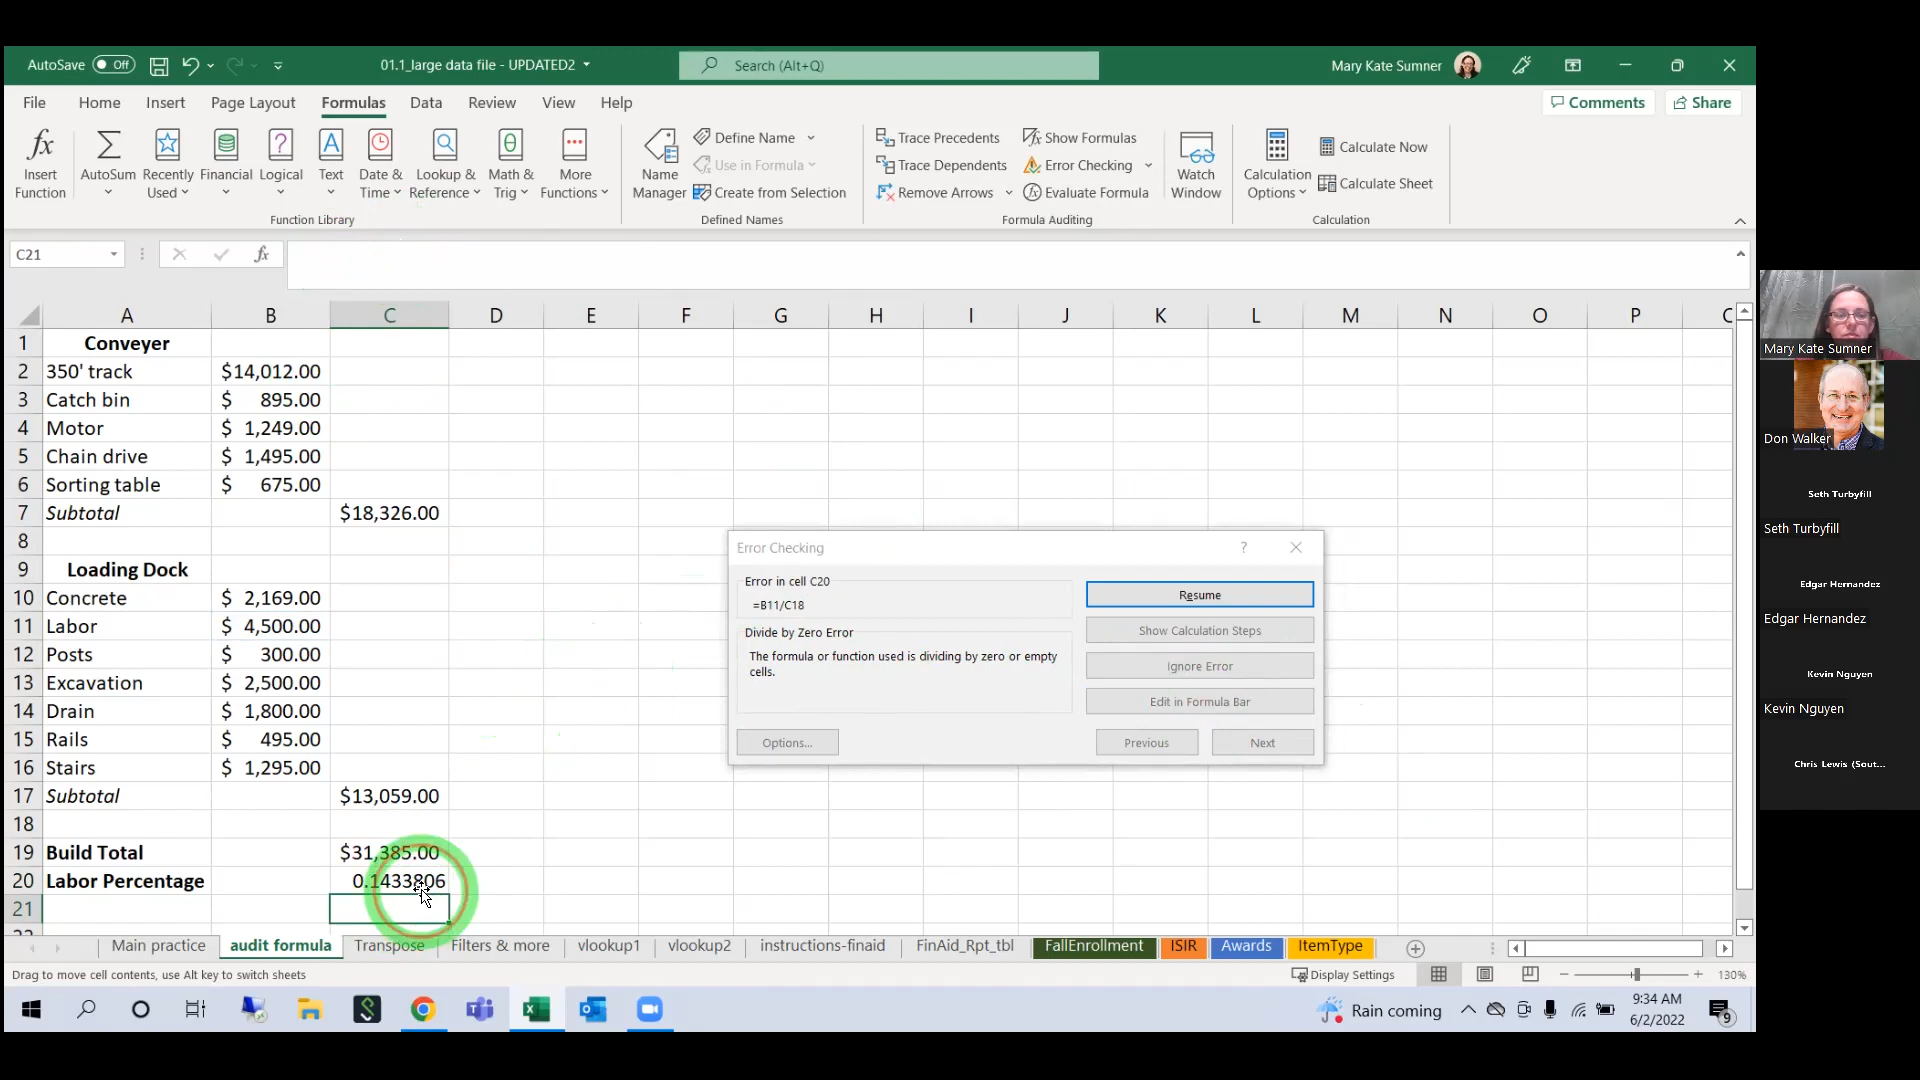 AutoSave Off 01.1_large data file - UPDATED2 Search (Alt+Q) Mary Kate Sumner
File Home Insert Page Layout Formulas Data Review View Help Comments Share
fx Insert Function
AutoSum
Recently Used
Financial
Logical
Text
Date & Time
Lookup & Reference
Math & Trig
More Functions
Function Library
Name Manager
Define Name
Use in Formula
Create from Selection
Defined Names
Trace Precedents
Trace Dependents
Remove Arrows
Show Formulas
Error Checking
Evaluate Formula
Formula Auditing
Watch Window
Calculation Options
Calculate Now
Calculate Sheet
Calculation
C21 fx
A B C D E F G H I J K L M N O P
1 Conveyer
2 350' track $14,012.00
3 Catch bin $ 895.00
4 Motor $ 1,249.00
5 Chain drive $ 1,495.00
6 Sorting table $ 675.00
7 Subtotal $18,326.00
8
9 Loading Dock
10 Concrete $ 2,169.00
11 Labor $ 4,500.00
12 Posts $ 300.00
13 Excavation $ 2,500.00
14 Drain $ 1,800.00
15 Rails $ 495.00
16 Stairs $ 1,295.00
17 Subtotal $13,059.00
18
19 Build Total $31,385.00
20 Labor Percentage 0.1433806
21
Error Checking ?
Error in cell C20
=B11/C18
Divide by Zero Error
The formula or function used is dividing by zero or empty
cells.
Resume
Show Calculation Steps
Ignore Error
Edit in Formula Bar
Options... Previous Next
Main practice audit formula Transpose Filters & more vlookup1 vlookup2 instructions-finaid FinAid_Rpt_tbl FallEnrollment ISIR Awards ItemType
Drag to move cell contents, use Alt key to switch sheets Display Settings 130%
Rain coming
9:34 AM
6/2/2022
9
Mary Kate Sumner
Don Walker
Seth Turbyfill
Seth Turbyfill
Edgar Hernandez
Edgar Hernandez
Kevin Nguyen
Kevin Nguyen
Chris Lewis (Sout...